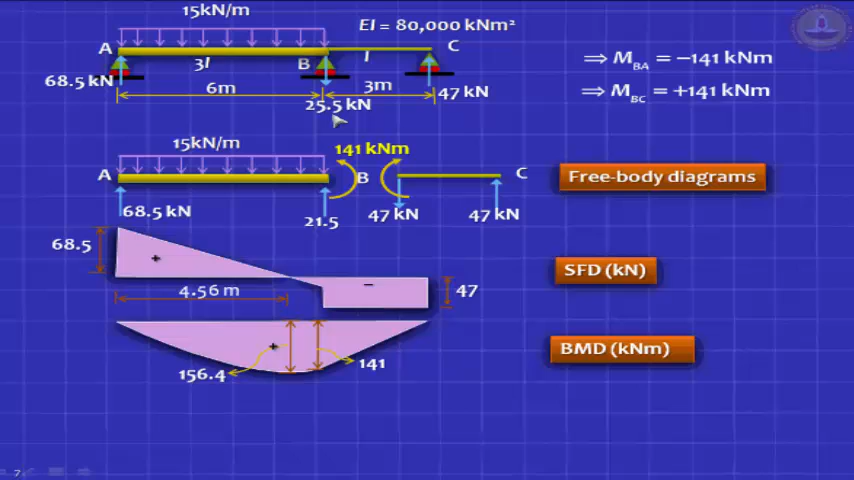 15kN/m
EI = 80,000 kNm²
A
3I
B
I
C
68.5 kN
6m
3m
47 kN
25.5 kN
⇒ M_BA = −141 kNm
⇒ M_BC = +141 kNm
15kN/m
141 kNm
A
B
C
68.5 kN
21.5
47 kN
47 kN
Free-body diagrams
68.5
+
−
4.56 m
47
SFD (kN)
+
156.4
141
BMD (kNm)
7